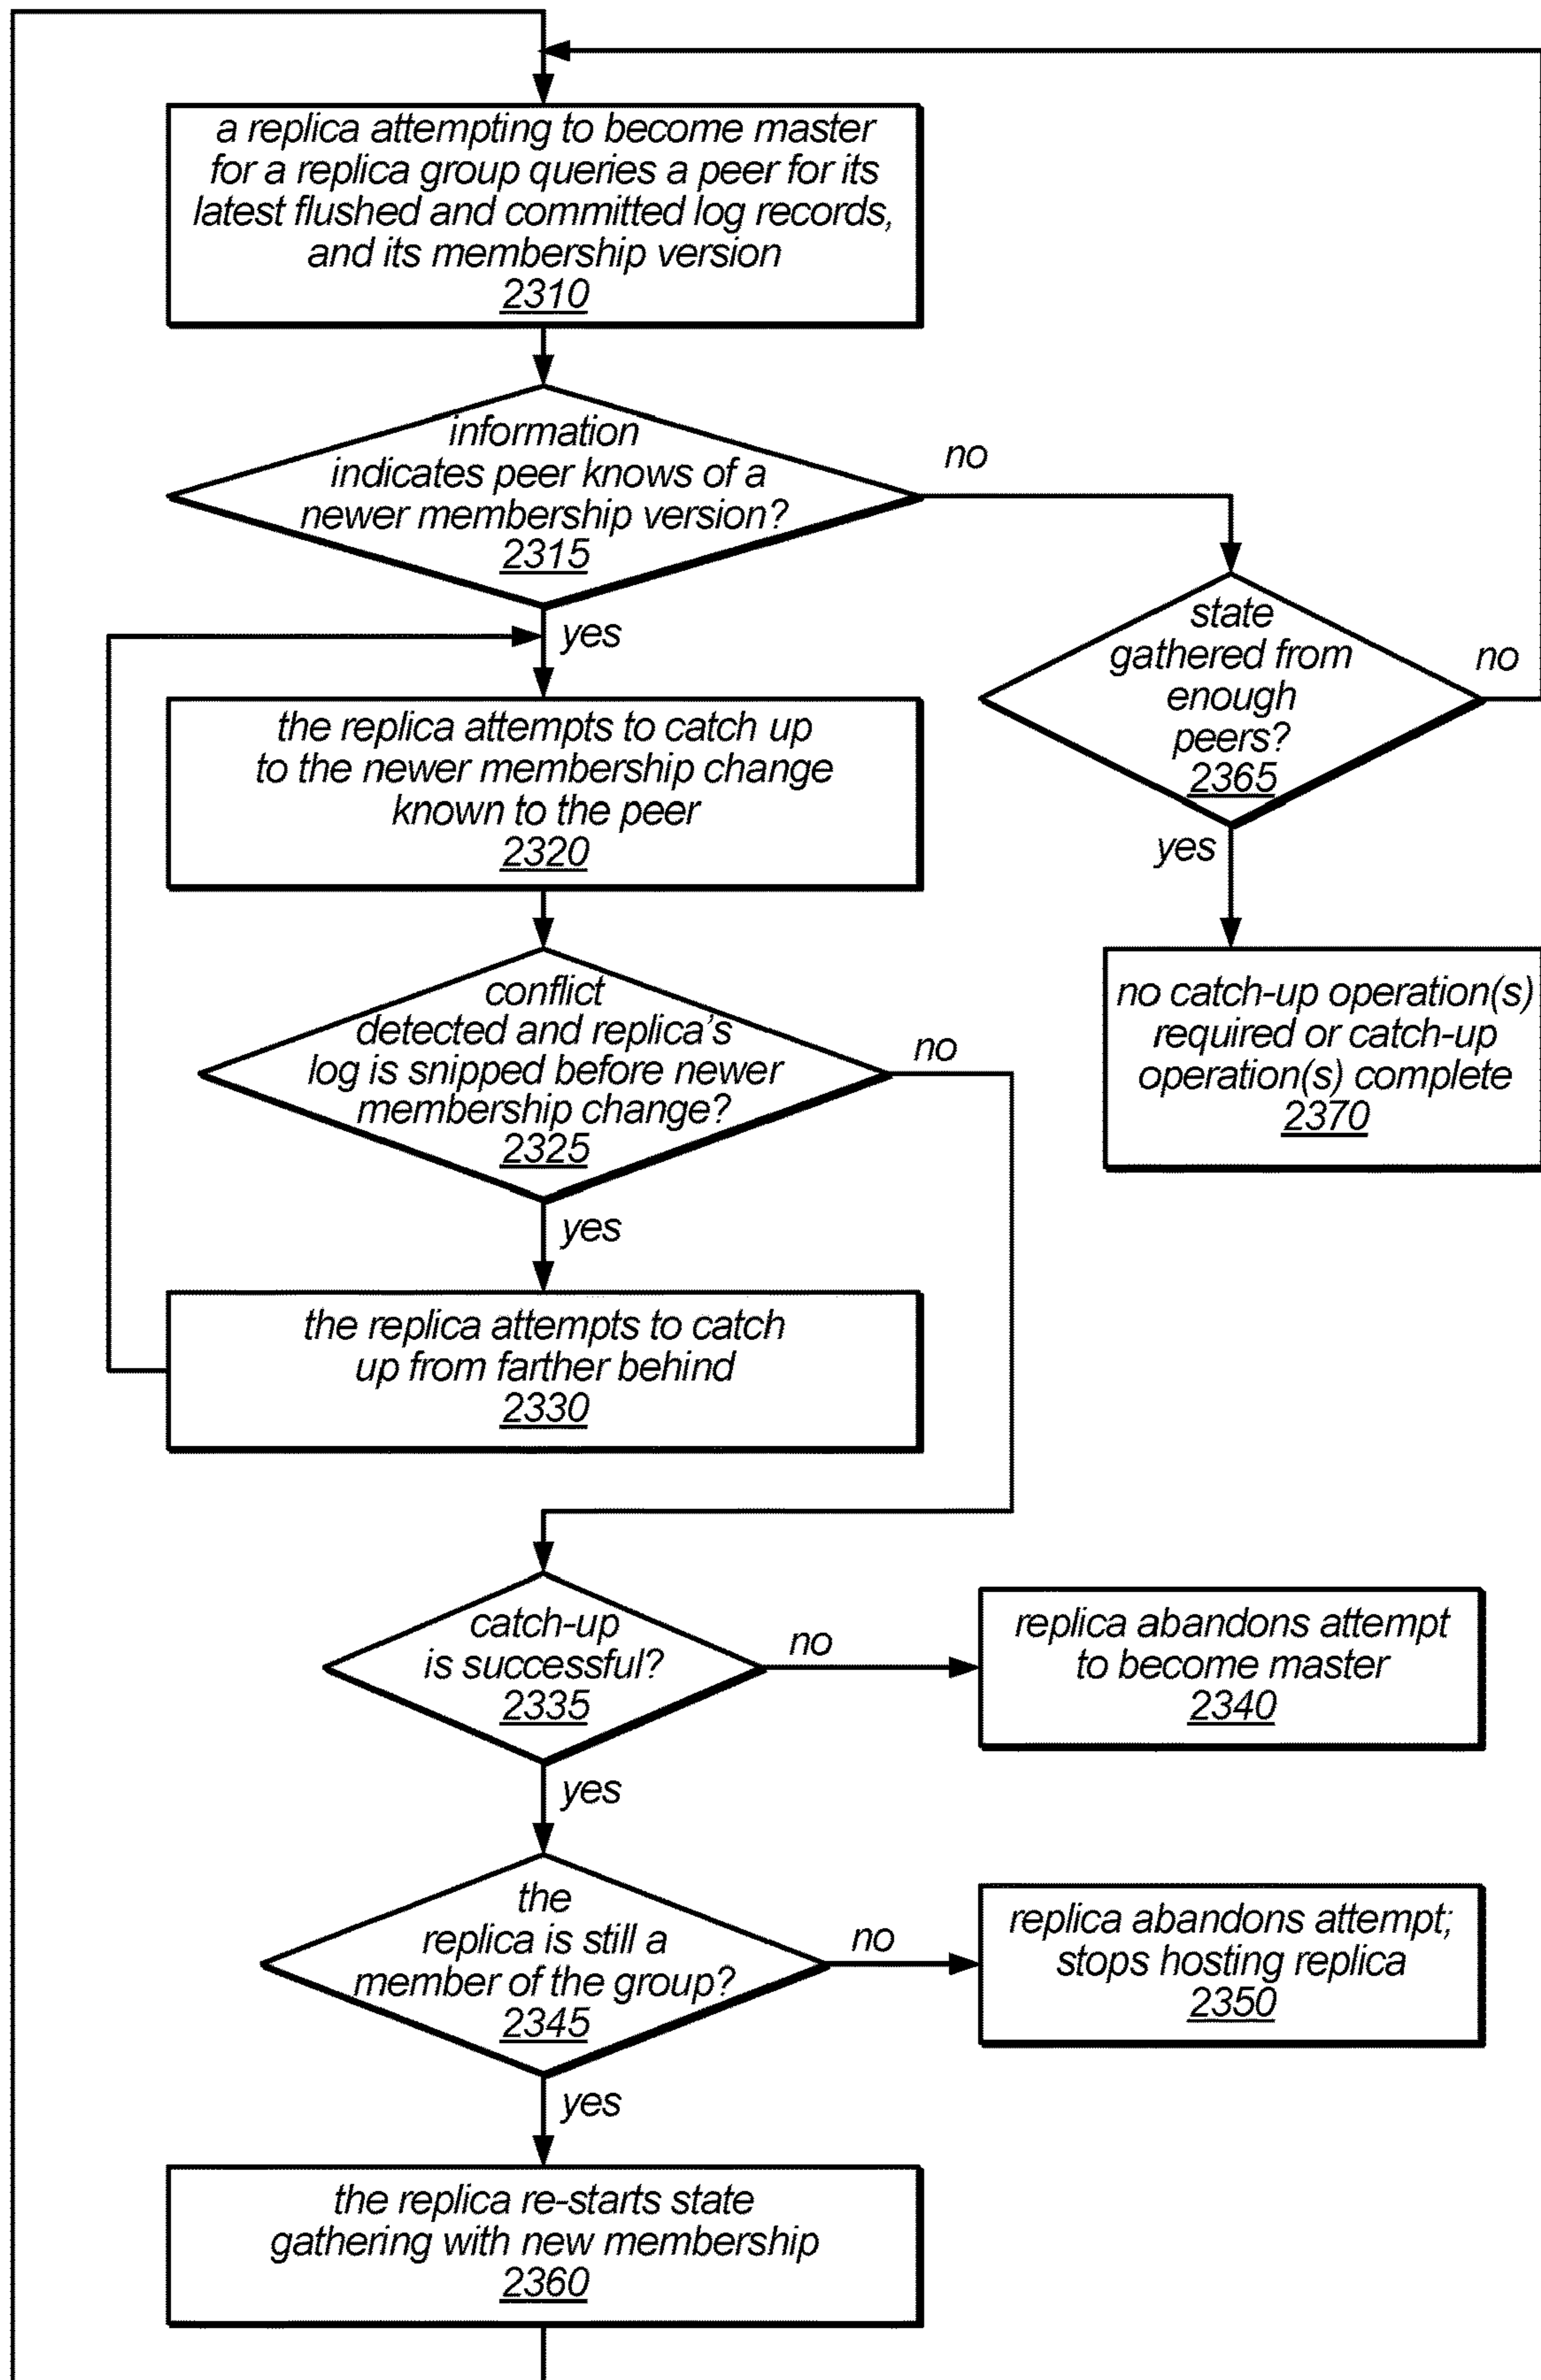 a replica attempting to become master
for a replica group queries a peer for its
latest flushed and committed log records,
and its membership version
2310
information
indicates peer knows of a
newer membership version?
2315
no
yes
state
gathered from
enough
peers?
2365
no
yes
the replica attempts to catch up
to the newer membership change
known to the peer
2320
conflict
detected and replica's
log is snipped before newer
membership change?
2325
no
yes
no catch-up operation(s)
required or catch-up
operation(s) complete
2370
the replica attempts to catch
up from farther behind
2330
catch-up
is successful?
2335
no
yes
replica abandons attempt
to become master
2340
the
replica is still a
member of the group?
2345
no
yes
replica abandons attempt;
stops hosting replica
2350
the replica re-starts state
gathering with new membership
2360